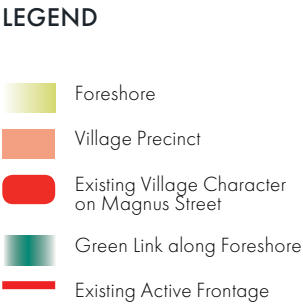 LEGEND
Foreshore
Village Precinct
Existing Village Character
on Magnus Street
Green Link along Foreshore
Existing Active Frontage